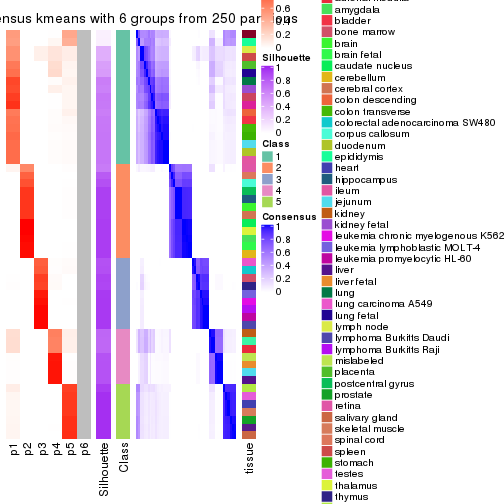 ensus kmeans with 6 groups from 250 par
ons
0.6
0.4
0.2
0
Silhouette
1
0.8
0.6
0.4
0.2
0
Class
1
2
3
4
5
Consensus
1
0.8
0.6
0.4
0.2
0
amygdala
bladder
bone marrow
brain
brain fetal
caudate nucleus
cerebellum
cerebral cortex
colon descending
colon transverse
colorectal adenocarcinoma SW480
corpus callosum
duodenum
epididymis
heart
hippocampus
ileum
jejunum
kidney
kidney fetal
leukemia chronic myelogenous K562
leukemia lymphoblastic MOLT-4
leukemia promyelocytic HL-60
liver
liver fetal
lung
lung carcinoma A549
lung fetal
lymph node
lymphoma Burkitts Daudi
lymphoma Burkitts Raji
mislabeled
placenta
postcentral gyrus
prostate
retina
salivary gland
skeletal muscle
spinal cord
spleen
stomach
testes
thalamus
thymus
p1
p2
p3
p4
p5
p6
Silhouette
Class
tissue